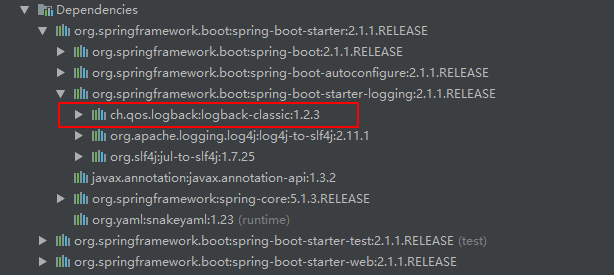 Dependencies
org.springframework.boot:spring-boot-starter:2.1.1.RELEASE
org.springframework.boot:spring-boot:2.1.1.RELEASE
org.springframework.boot:spring-boot-autoconfigure:2.1.1.RELEASE
org.springframework.boot:spring-boot-starter-logging:2.1.1.RELEASE
ch.qos.logback:logback-classic:1.2.3
org.apache.logging.log4j:log4j-to-slf4j:2.11.1
org.slf4j:jul-to-slf4j:1.7.25
javax.annotation:javax.annotation-api:1.3.2
org.springframework:spring-core:5.1.3.RELEASE
org.yaml:snakeyaml:1.23 (runtime)
org.springframework.boot:spring-boot-starter-test:2.1.1.RELEASE (test)
org.springframework.boot:spring-boot-starter-web:2.1.1.RELEASE